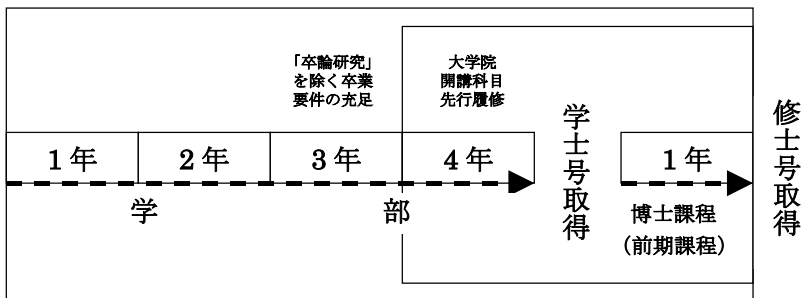 「卒論研究」
を除く卒業
要件の充足
大学院
開講科目
先行履修
1年
2年
3年
4年
学士号取得
1年
修士号取得
学部
博士課程
(前期課程)